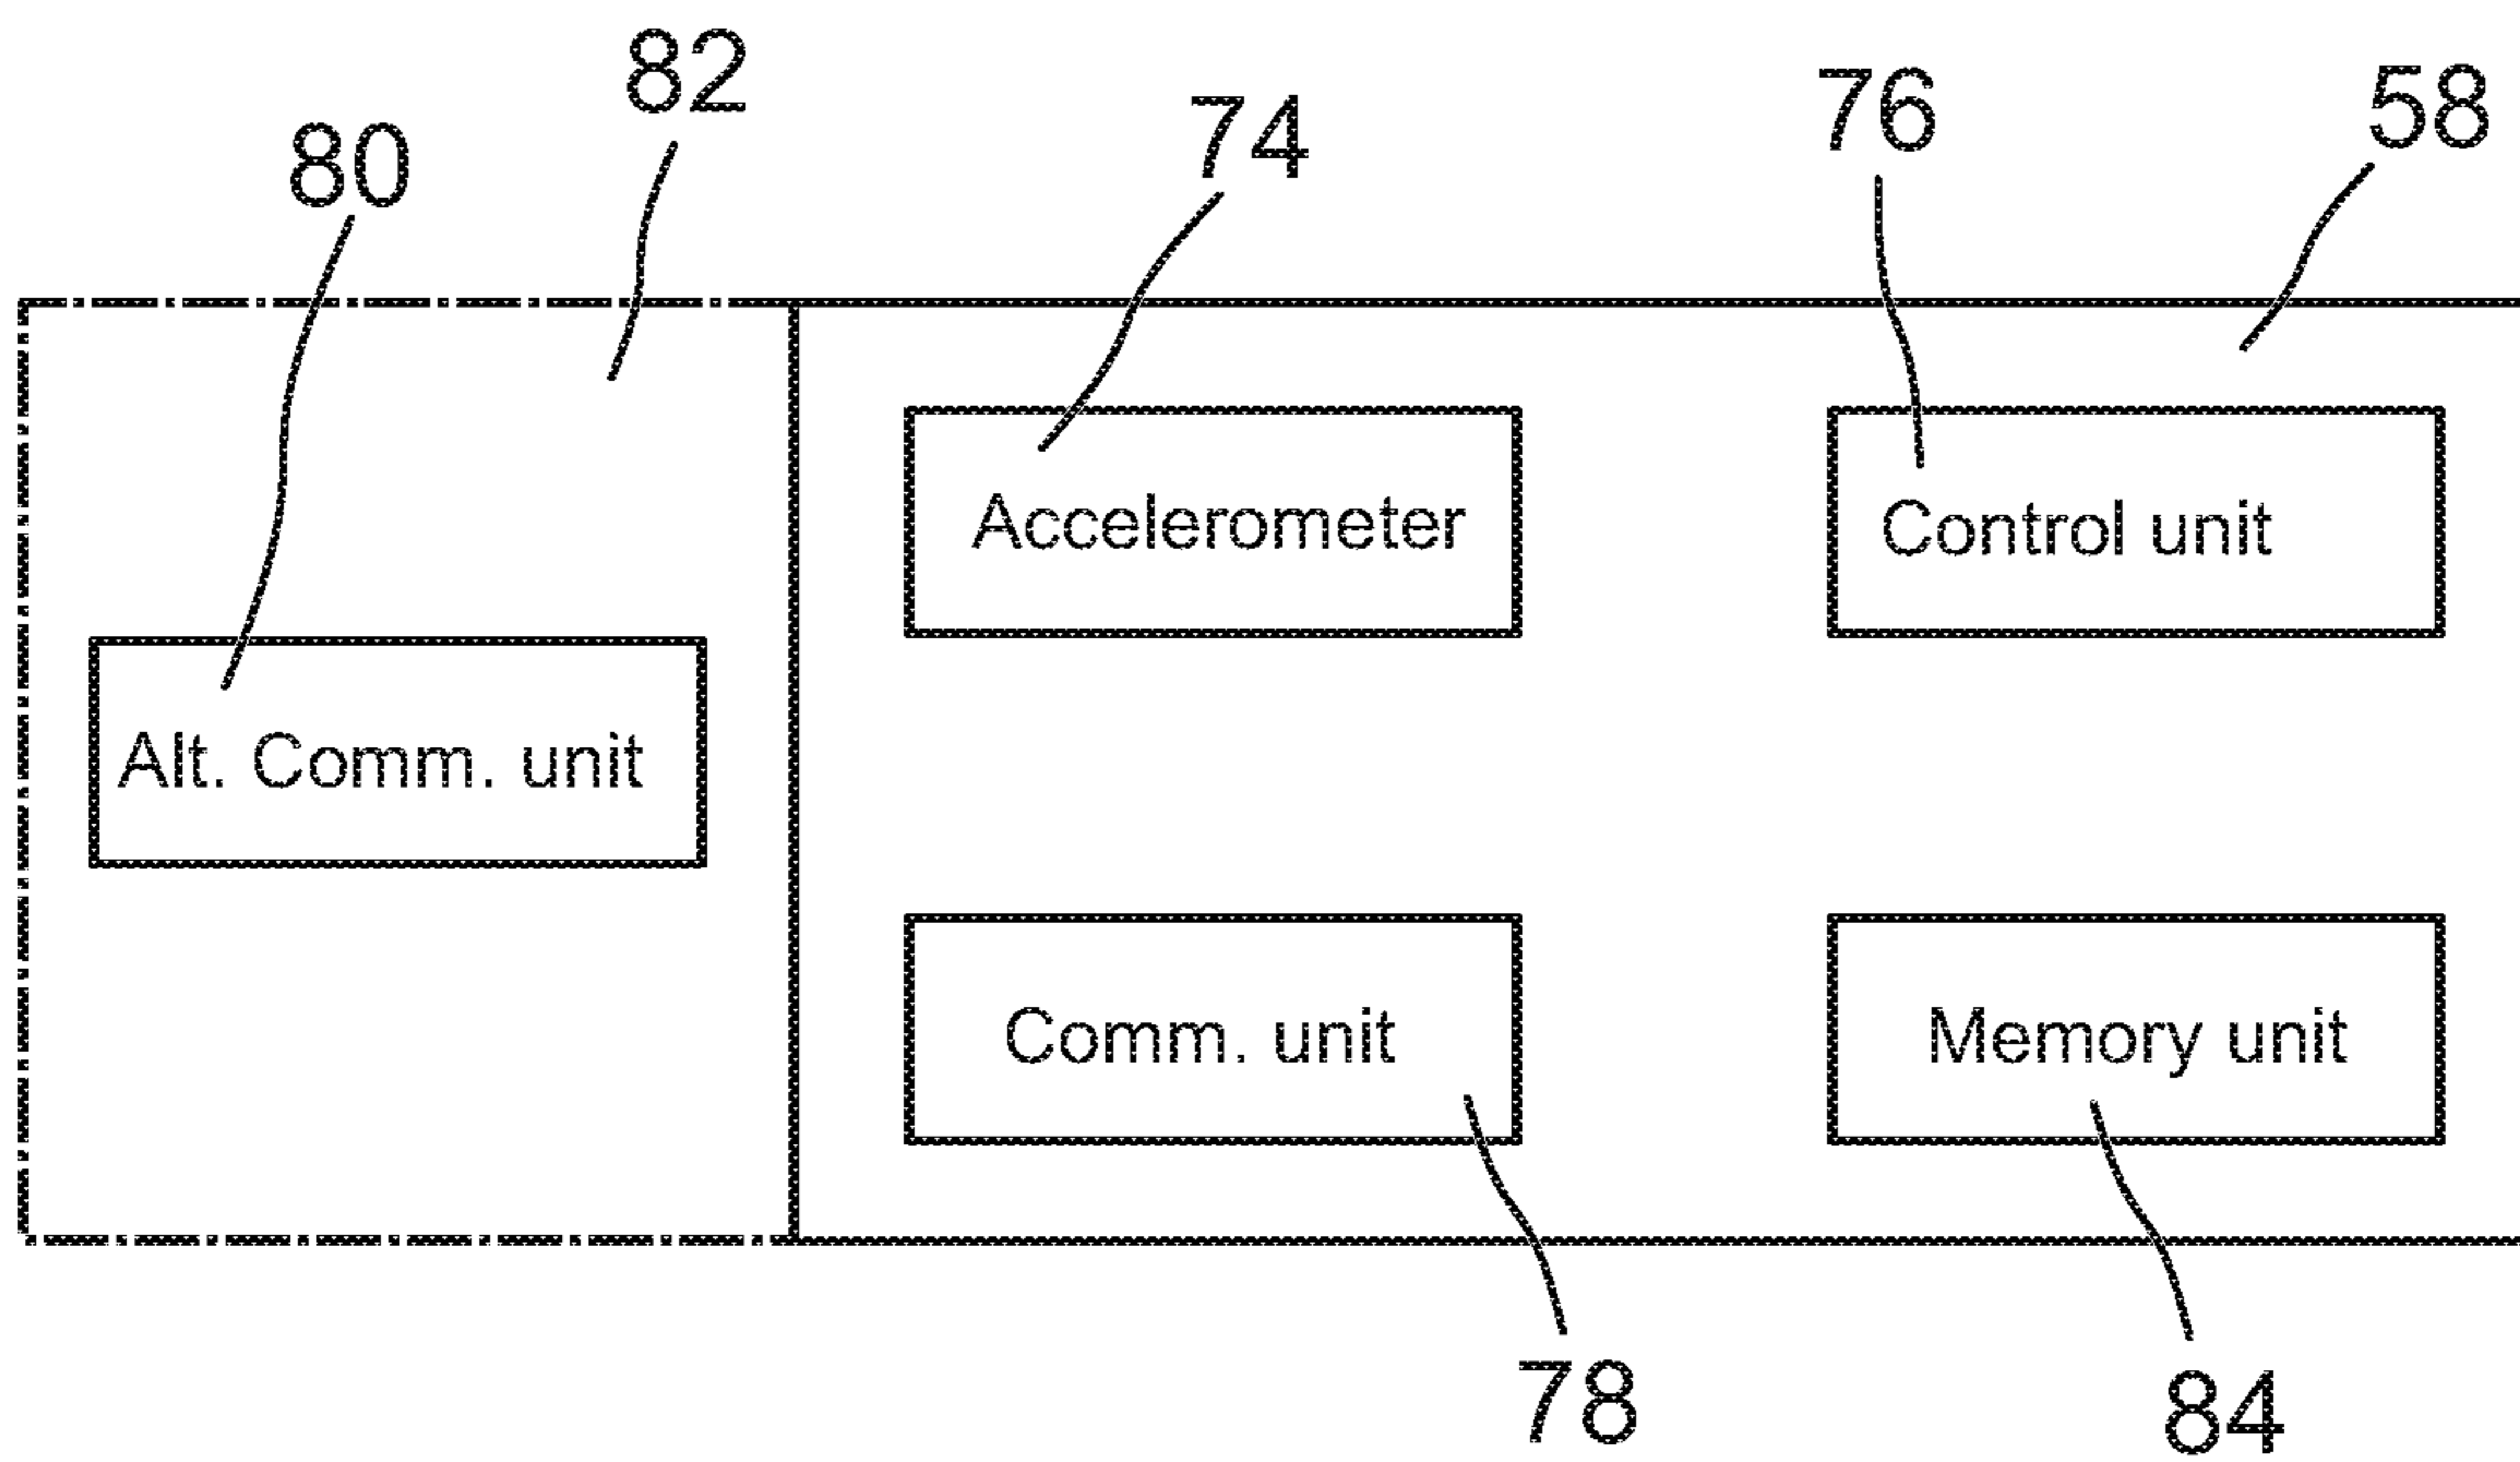 82
80
74
76
58
Accelerometer
Control unit
Alt. Comm. unit
Comm. unit
Memory unit
78
84